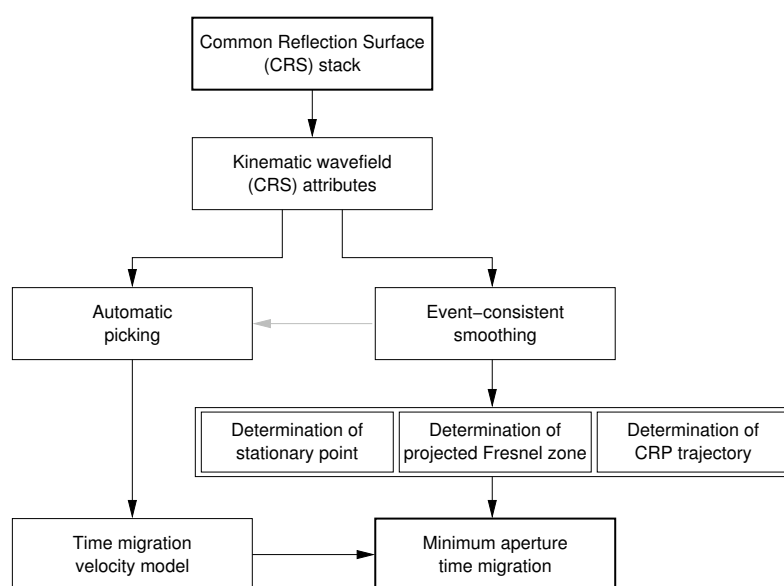 Common Reflection Surface
(CRS) stack
Kinematic wavefield
(CRS) attributes
Automatic
picking
Event−consistent
smoothing
Determination of
stationary point
Determination of
projected Fresnel zone
Determination of
CRP trajectory
Time migration
velocity model
Minimum aperture
time migration